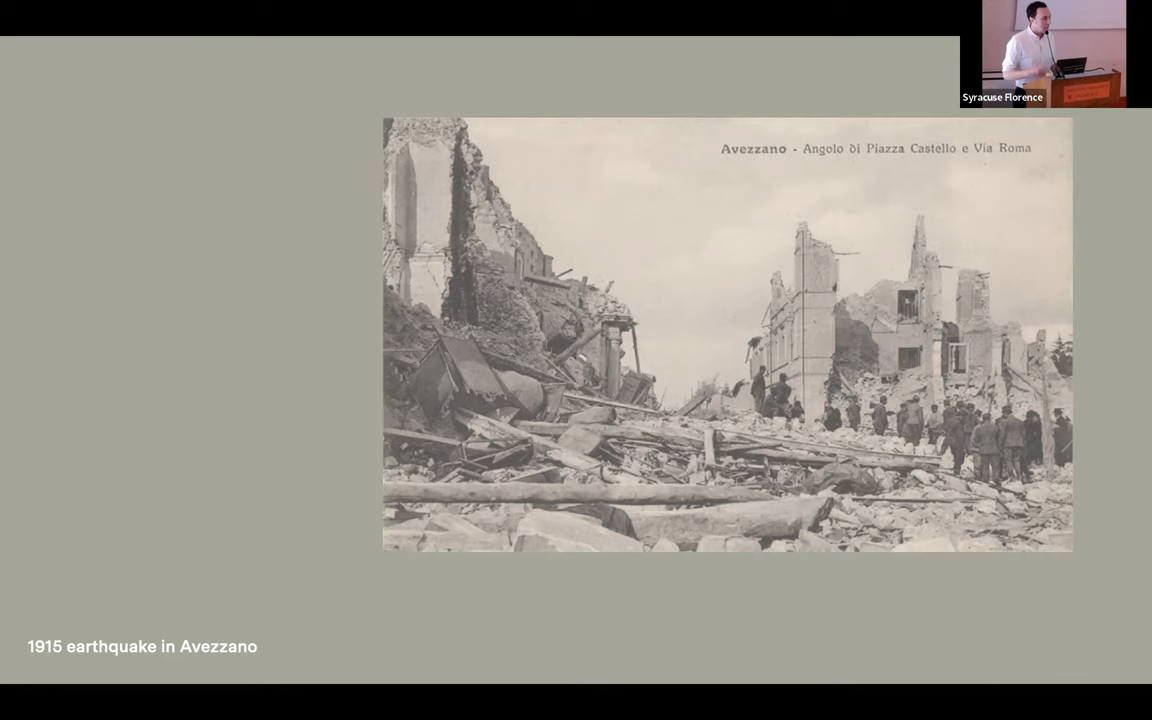 Syracuse Florence
Avezzano - Angolo di Piazza Castello e Via Roma
1915 earthquake in Avezzano